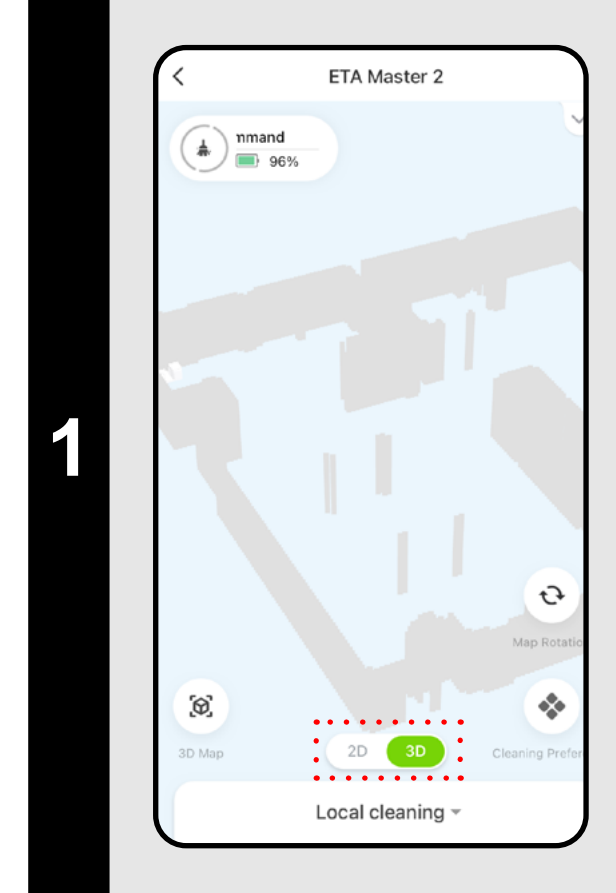 1
ETA Master 2
nmand
96%
Map Rotatio
3D Map
2D
3D
Cleaning Prefer
Local cleaning